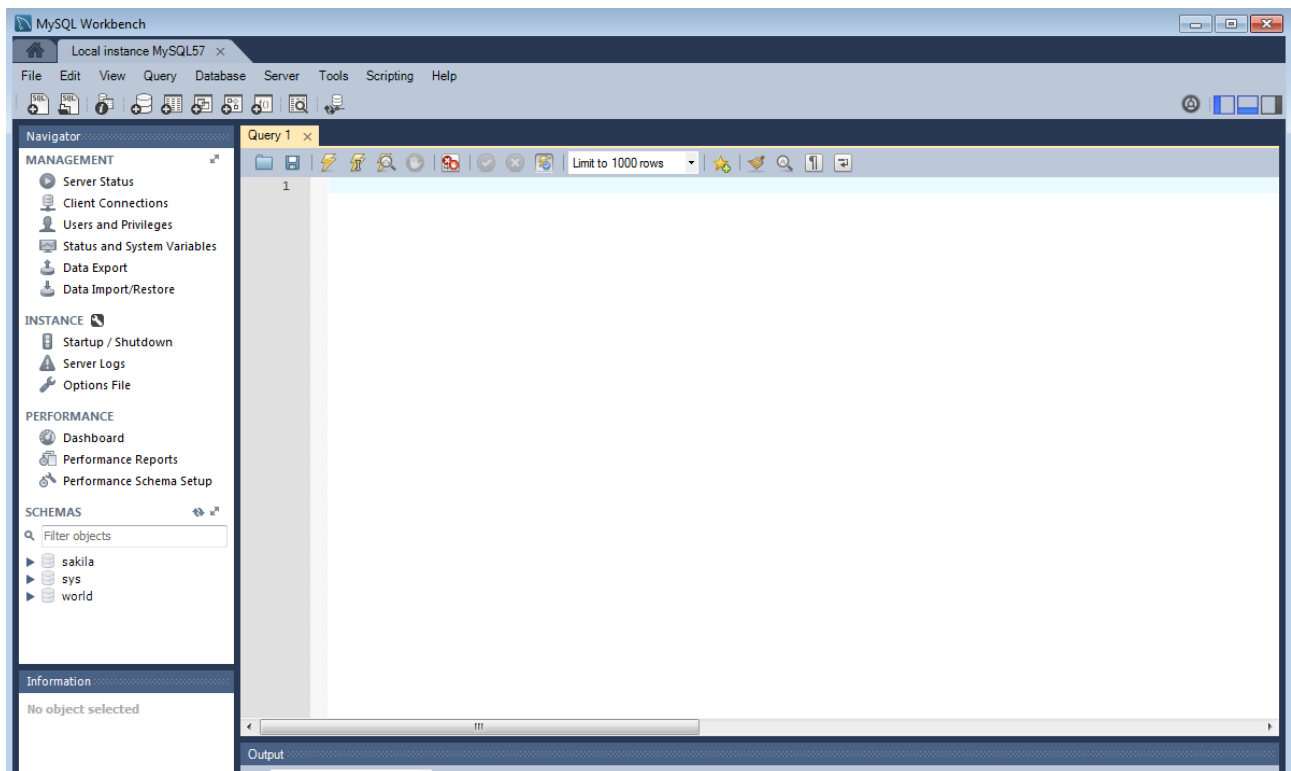 MySQL Workbench
Local instance MySQL57
File Edit View Query Database Server Tools Scripting Help
Navigator
MANAGEMENT
Server Status
Client Connections
Users and Privileges
Status and System Variables
Data Export
Data Import/Restore
INSTANCE
Startup / Shutdown
Server Logs
Options File
PERFORMANCE
Dashboard
Performance Reports
Performance Schema Setup
SCHEMAS
Filter objects
sakila
sys
world
Information
No object selected
Query 1
Limit to 1000 rows
1
Output